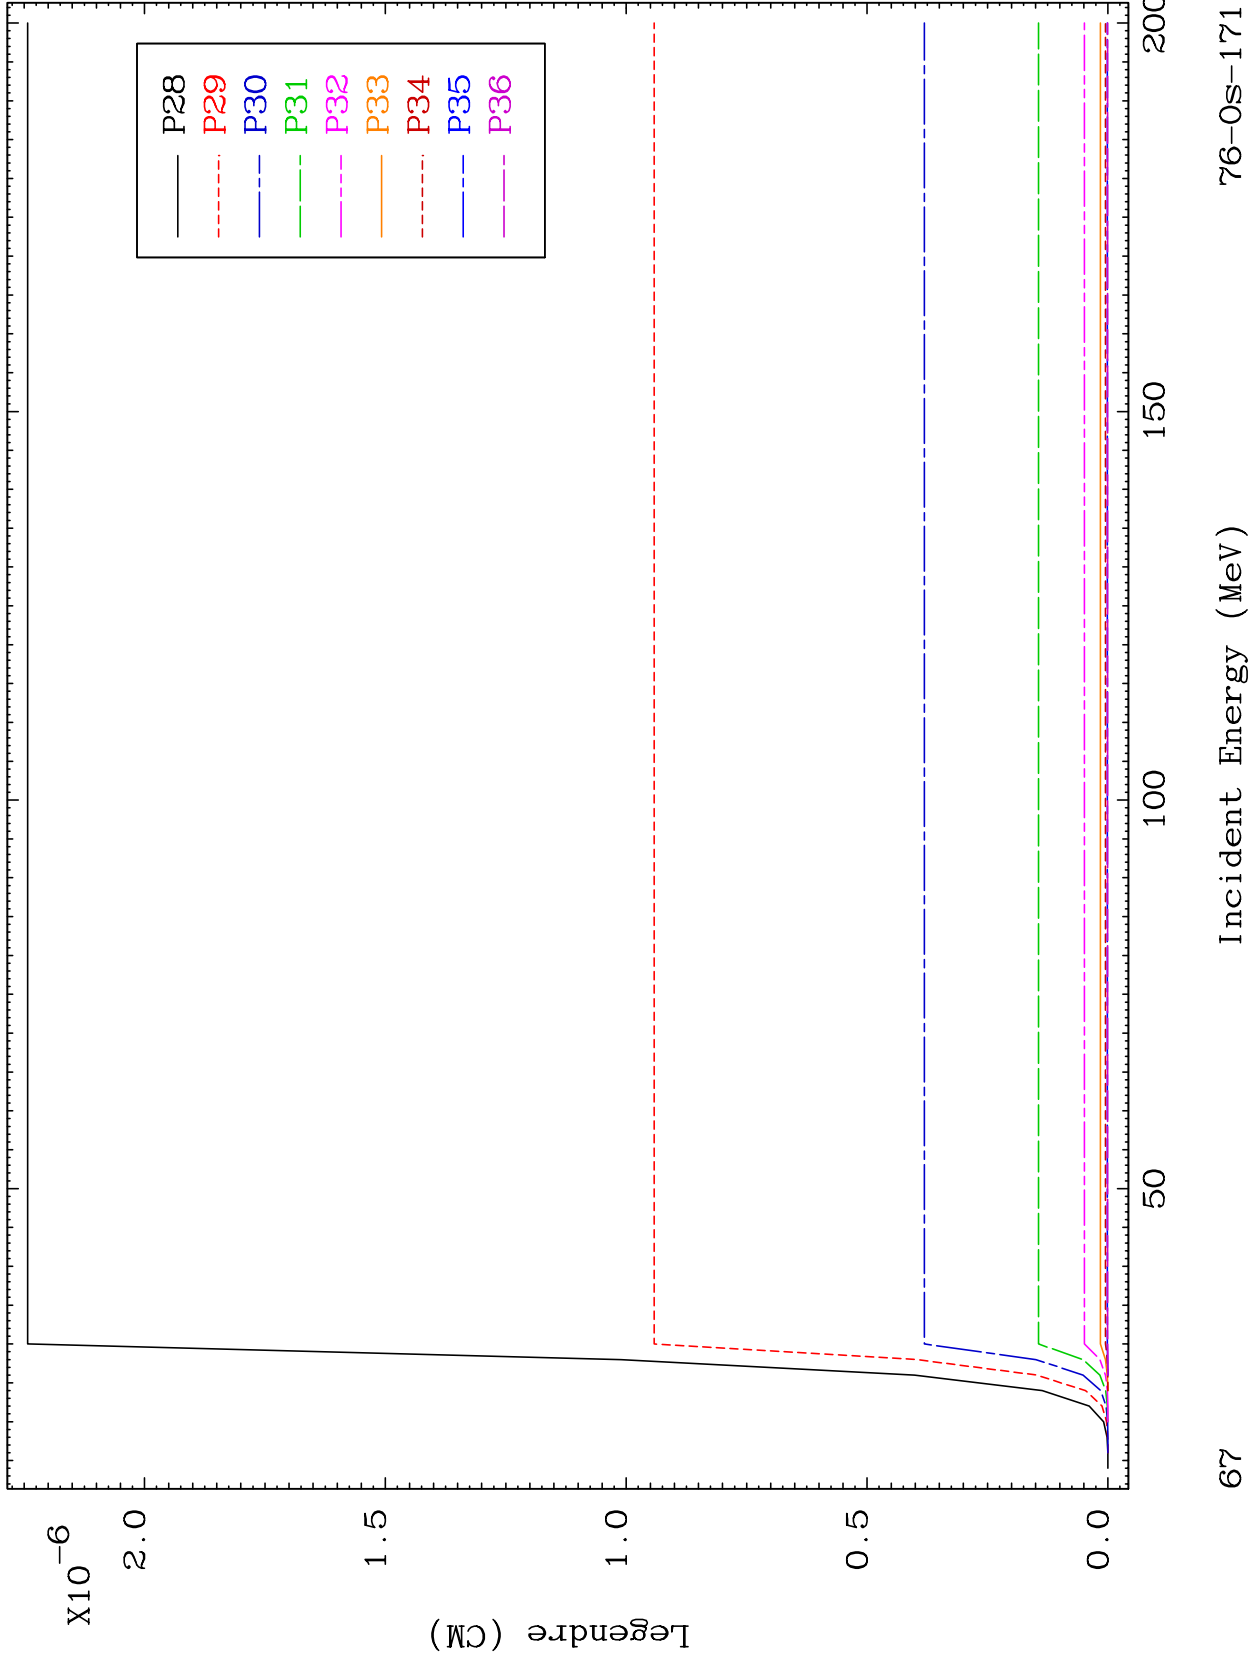 X10-6
2.0
1.5
1.0
0.5
0.0
Legendre (CM)
P28
P29
P30
P31
P32
P33
P34
P35
P36
50
100
150
200
Incident Energy (MeV)
67
76-Os-171